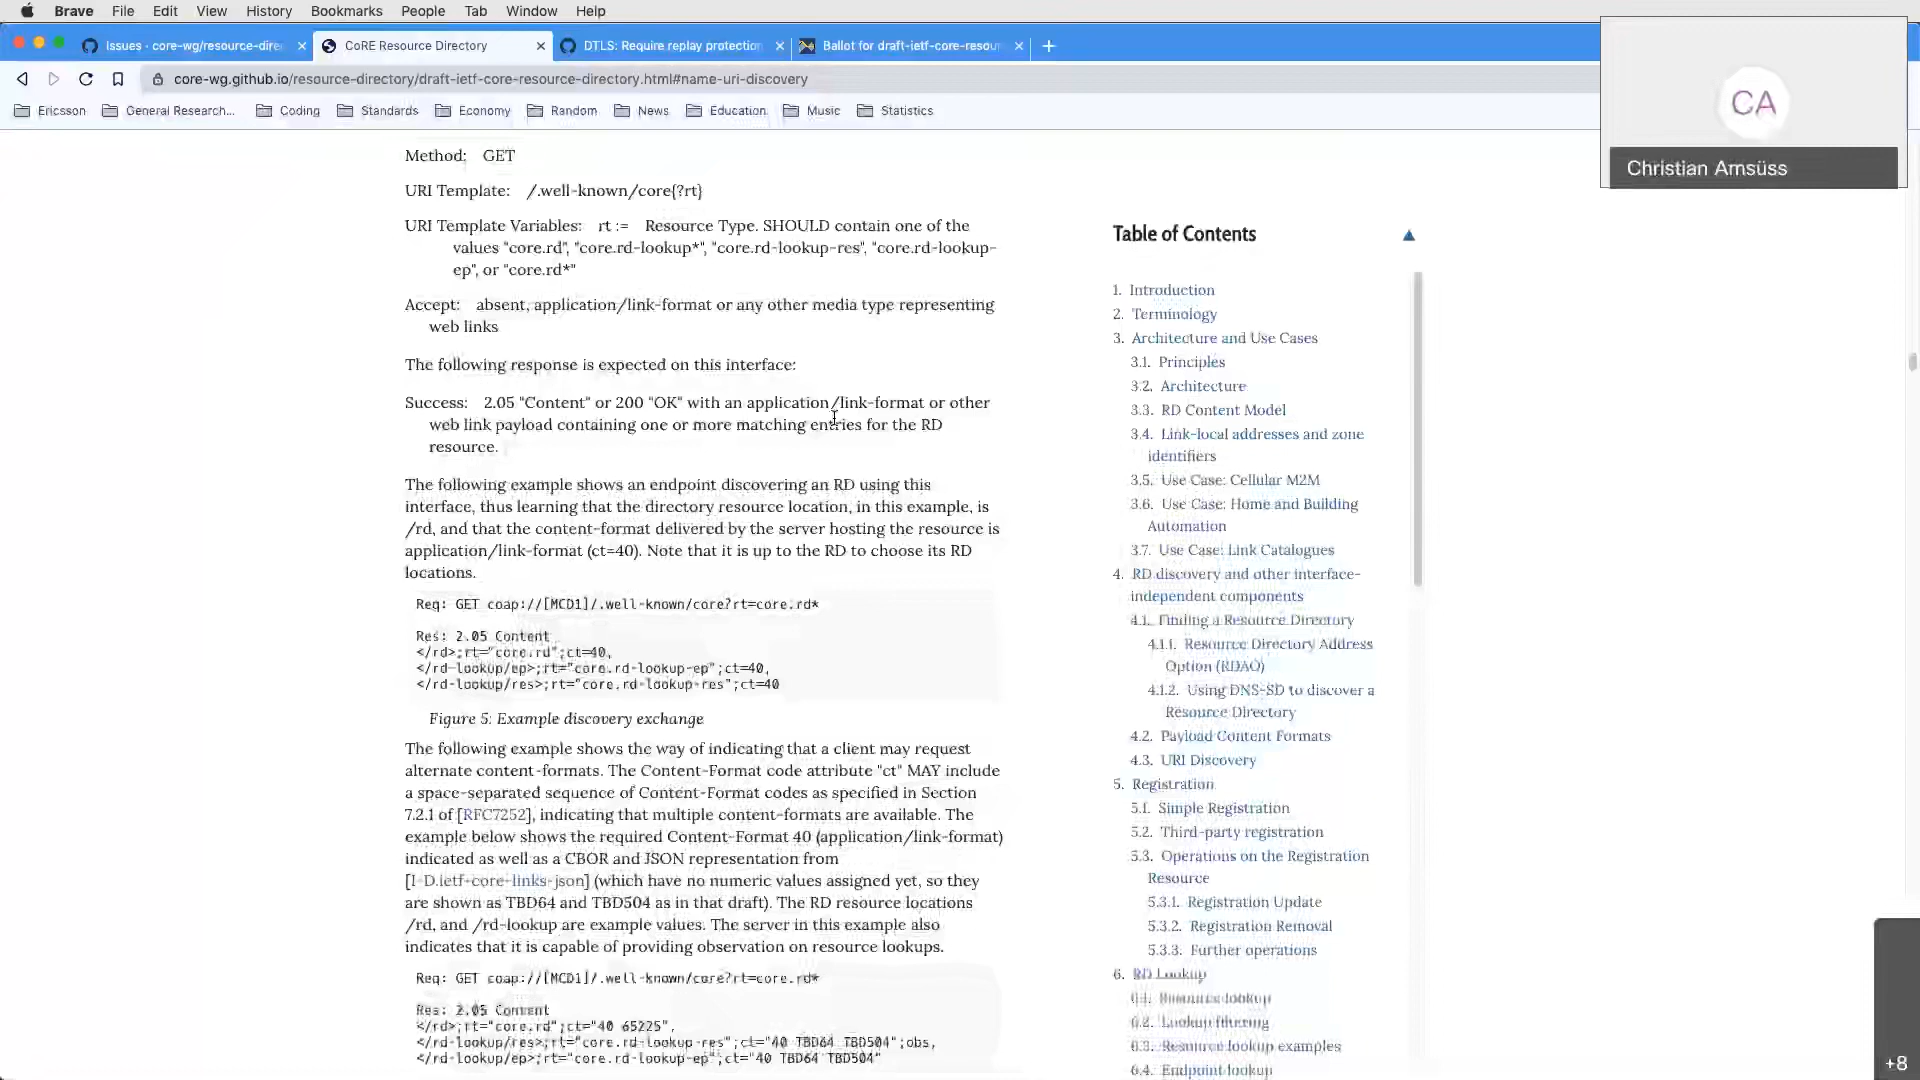 Brave File Edit View History Bookmarks People Tab Window Help
Issues · core-wg/resource-dire
CoRE Resource Directory
DTLS: Require replay protection
Ballot for draft-ietf-core-resou
core-wg.github.io/resource-directory/draft-ietf-core-resource-directory.html#name-uri-discovery
Ericsson General Research... Coding Standards Economy Random News Education Music Statistics
CA
Christian Amsüss
Method: GET
URI Template: /.well-known/core{?rt}
URI Template Variables: rt := Resource Type. SHOULD contain one of the
values "core.rd", "core.rd-lookup*", "core.rd-lookup-res", "core.rd-lookup-
ep", or "core.rd*"
Accept: absent, application/link-format or any other media type representing
web links
The following response is expected on this interface:
Success: 2.05 "Content" or 200 "OK" with an application/link-format or other
web link payload containing one or more matching entries for the RD
resource.
The following example shows an endpoint discovering an RD using this
interface, thus learning that the directory resource location, in this example, is
/rd, and that the content-format delivered by the server hosting the resource is
application/link-format (ct=40). Note that it is up to the RD to choose its RD
locations.
Req: GET coap://[MCD1]/.well-known/core?rt=core.rd*
Res: 2.05 Content
</rd>;rt="core.rd";ct=40,
</rd-lookup/ep>;rt="core.rd-lookup-ep";ct=40,
</rd-lookup/res>;rt="core.rd-lookup-res";ct=40
Figure 5: Example discovery exchange
The following example shows the way of indicating that a client may request
alternate content-formats. The Content-Format code attribute "ct" MAY include
a space-separated sequence of Content-Format codes as specified in Section
7.2.1 of [RFC7252], indicating that multiple content-formats are available. The
example below shows the required Content-Format 40 (application/link-format)
indicated as well as a CBOR and JSON representation from
[I-D.ietf-core-links-json] (which have no numeric values assigned yet, so they
are shown as TBD64 and TBD504 as in that draft). The RD resource locations
/rd, and /rd-lookup are example values. The server in this example also
indicates that it is capable of providing observation on resource lookups.
Req: GET coap://[MCD1]/.well-known/core?rt=core.rd*
Res: 2.05 Content
</rd>;rt="core.rd";ct="40 65225",
</rd-lookup/res>;rt="core.rd-lookup-res";ct="40 TBD64 TBD504";obs,
</rd-lookup/ep>;rt="core.rd-lookup-ep";ct="40 TBD64 TBD504"
Table of Contents
1. Introduction
2. Terminology
3. Architecture and Use Cases
3.1. Principles
3.2. Architecture
3.3. RD Content Model
3.4. Link-local addresses and zone
identifiers
3.5. Use Case: Cellular M2M
3.6. Use Case: Home and Building
Automation
3.7. Use Case: Link Catalogues
4. RD discovery and other interface-
independent components
4.1. Finding a Resource Directory
4.1.1. Resource Directory Address
Option (RDAO)
4.1.2. Using DNS-SD to discover a
Resource Directory
4.2. Payload Content Formats
4.3. URI Discovery
5. Registration
5.1. Simple Registration
5.2. Third-party registration
5.3. Operations on the Registration
Resource
5.3.1. Registration Update
5.3.2. Registration Removal
5.3.3. Further operations
6. RD Lookup
6.1. Resource lookup
6.2. Lookup filtering
6.3. Resource lookup examples
6.4. Endpoint lookup
+8